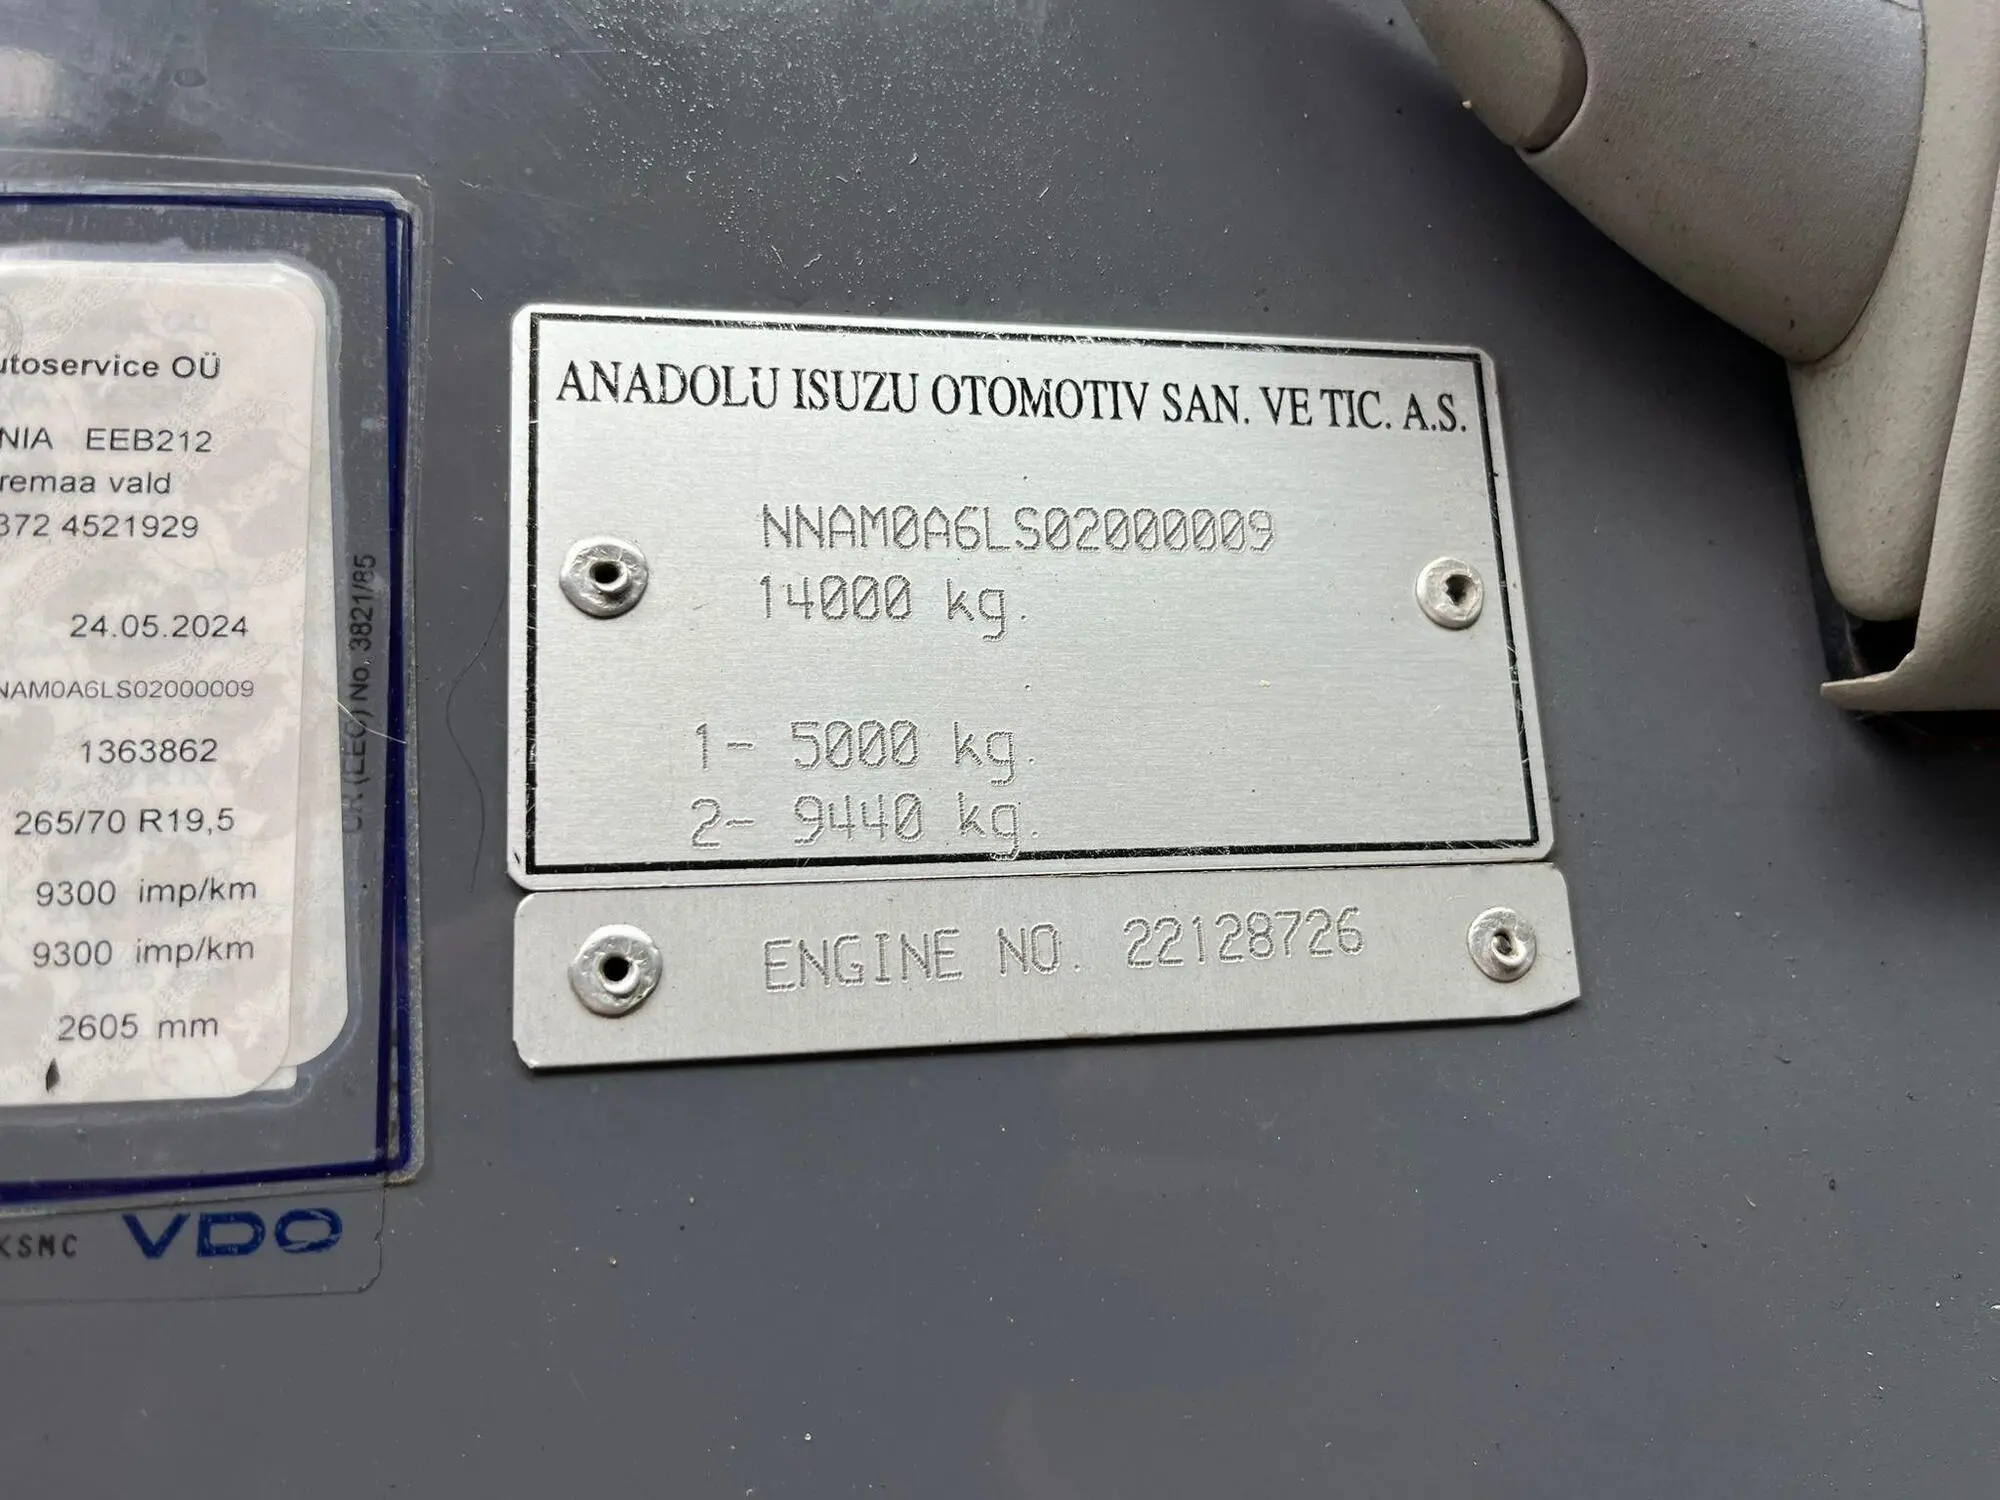 utoservice OÜ
NIA EEB212
remaa vald
372 4521929
24.05.2024
NAM0A6LS02000009
1363862
265/70 R19,5
9300 imp/km
9300 imp/km
2605 mm
(EEC) No. 3821/85
KSMC VDO
ANADOLU ISUZU OTOMOTIV SAN. VE TIC. A.S.
NNAM0A6LS02000009
14000 kg.
1- 5000 kg.
2- 9440 kg.
ENGINE NO. 22128726